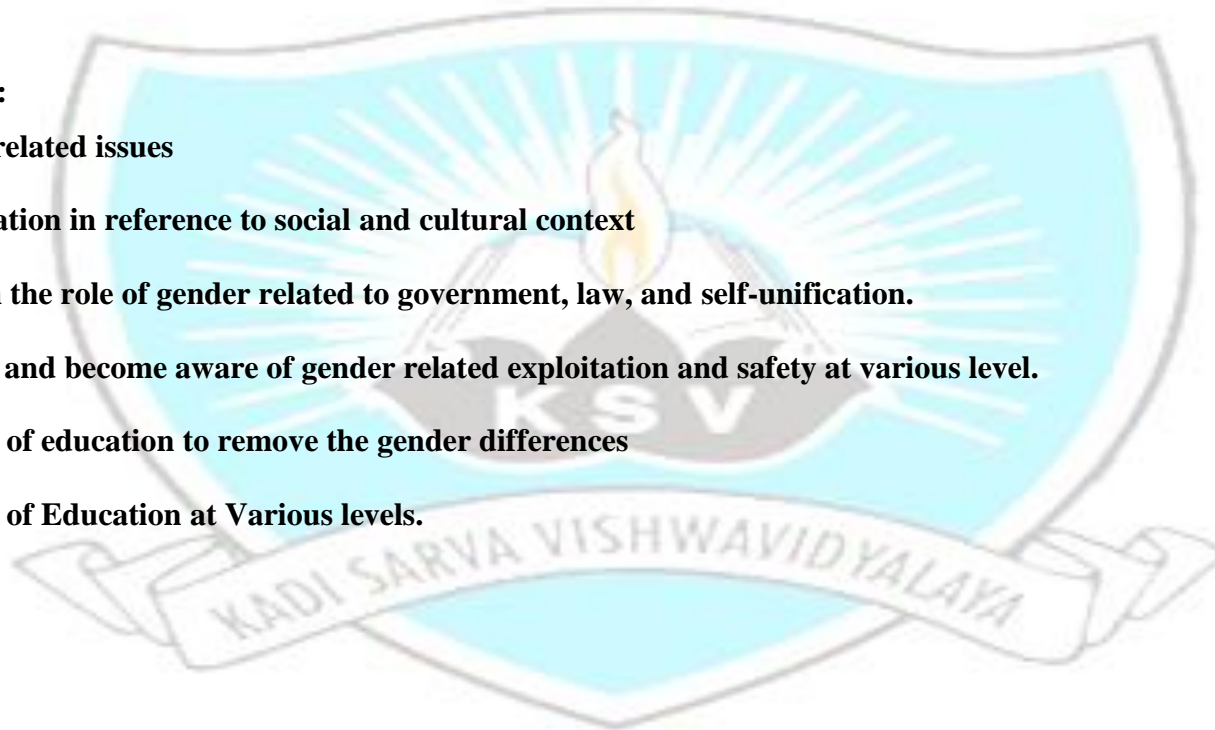 :
related issues
ation in reference to social and cultural context
the role of gender related to government, law, and self-unification.
and become aware of gender related exploitation and safety at various level.
of education to remove the gender differences
of Education at Various levels.
KSV
KADI SARVA VISHWAVIDYALAYA